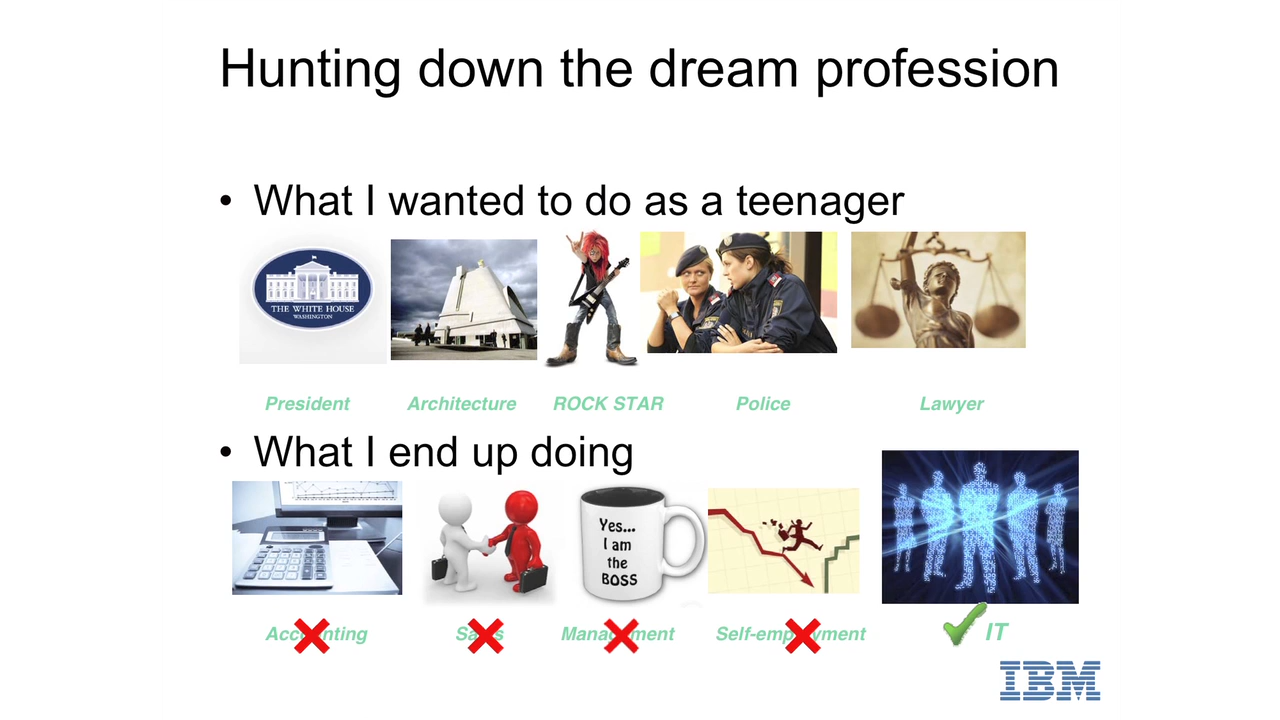 Hunting down the dream profession
• What I wanted to do as a teenager
THE WHITE HOUSE
WASHINGTON
President Architecture ROCK STAR Police Lawyer
• What I end up doing
Yes...
I am
the
BOSS
Accounting Sales Management Self-employment IT
IBM